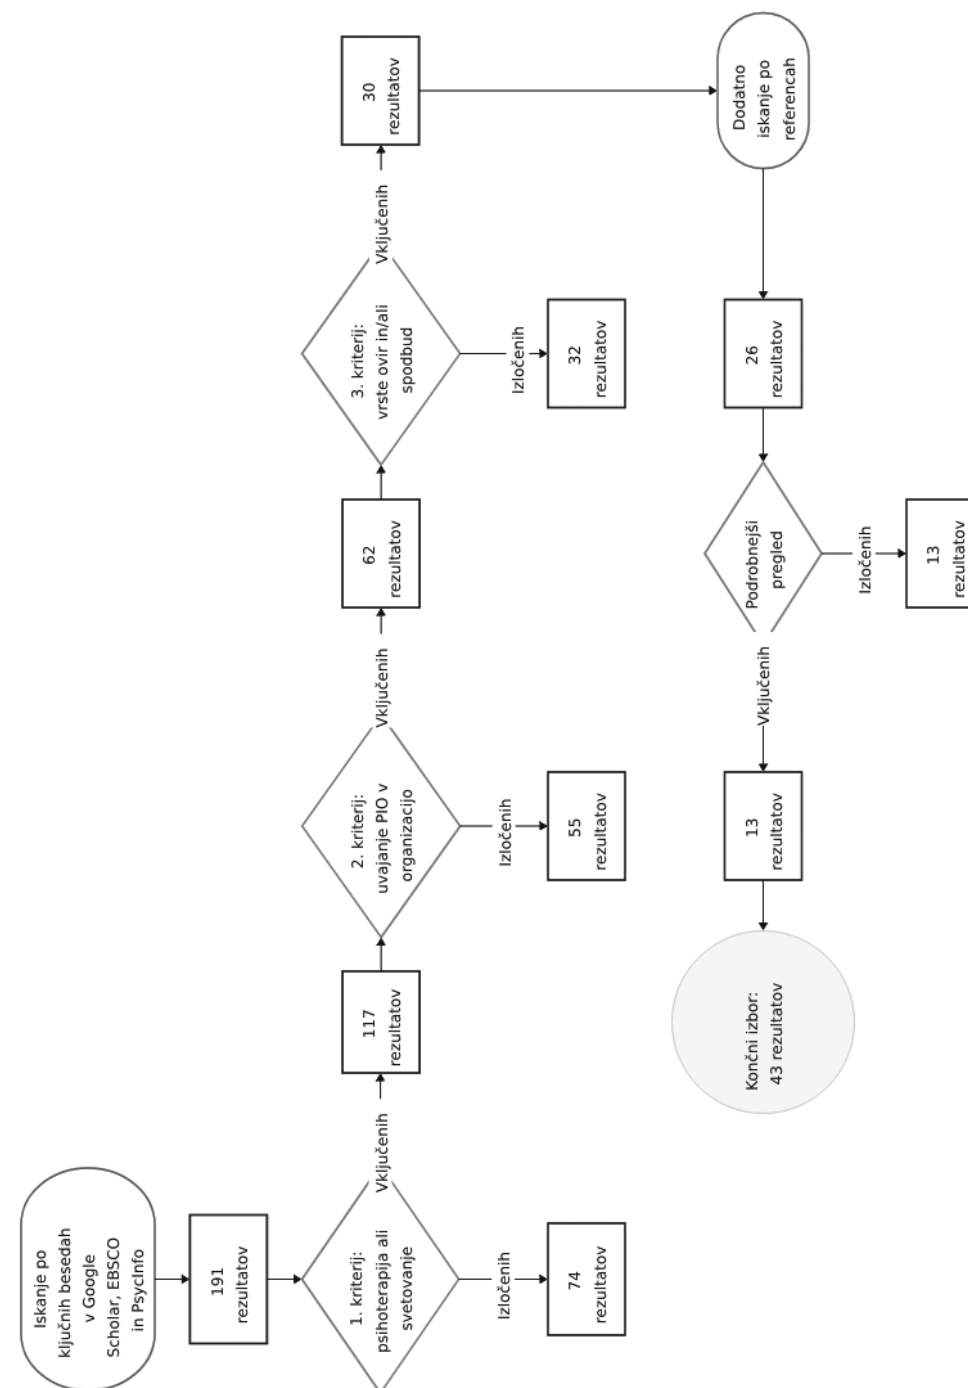 Iskanje po
ključnih besedah
v Google
Scholar, EBSCO
in PsycInfo
191
rezultatov
1. kriterij:
psihoterapija ali
svetovanje
Izločenih
74
rezultatov
Vključenih
117
rezultatov
2. kriterij:
uvajanje PIO v
organizacijo
Izločenih
55
rezultatov
Vključenih
62
rezultatov
3. kriterij:
vrste ovir in/ali
spodbud
Izločenih
32
rezultatov
Vključenih
30
rezultatov
Dodatno
iskanje po
referencah
26
rezultatov
Podrobnejši
pregled
Izločenih
13
rezultatov
Vključenih
13
rezultatov
Končni izbor:
43 rezultatov